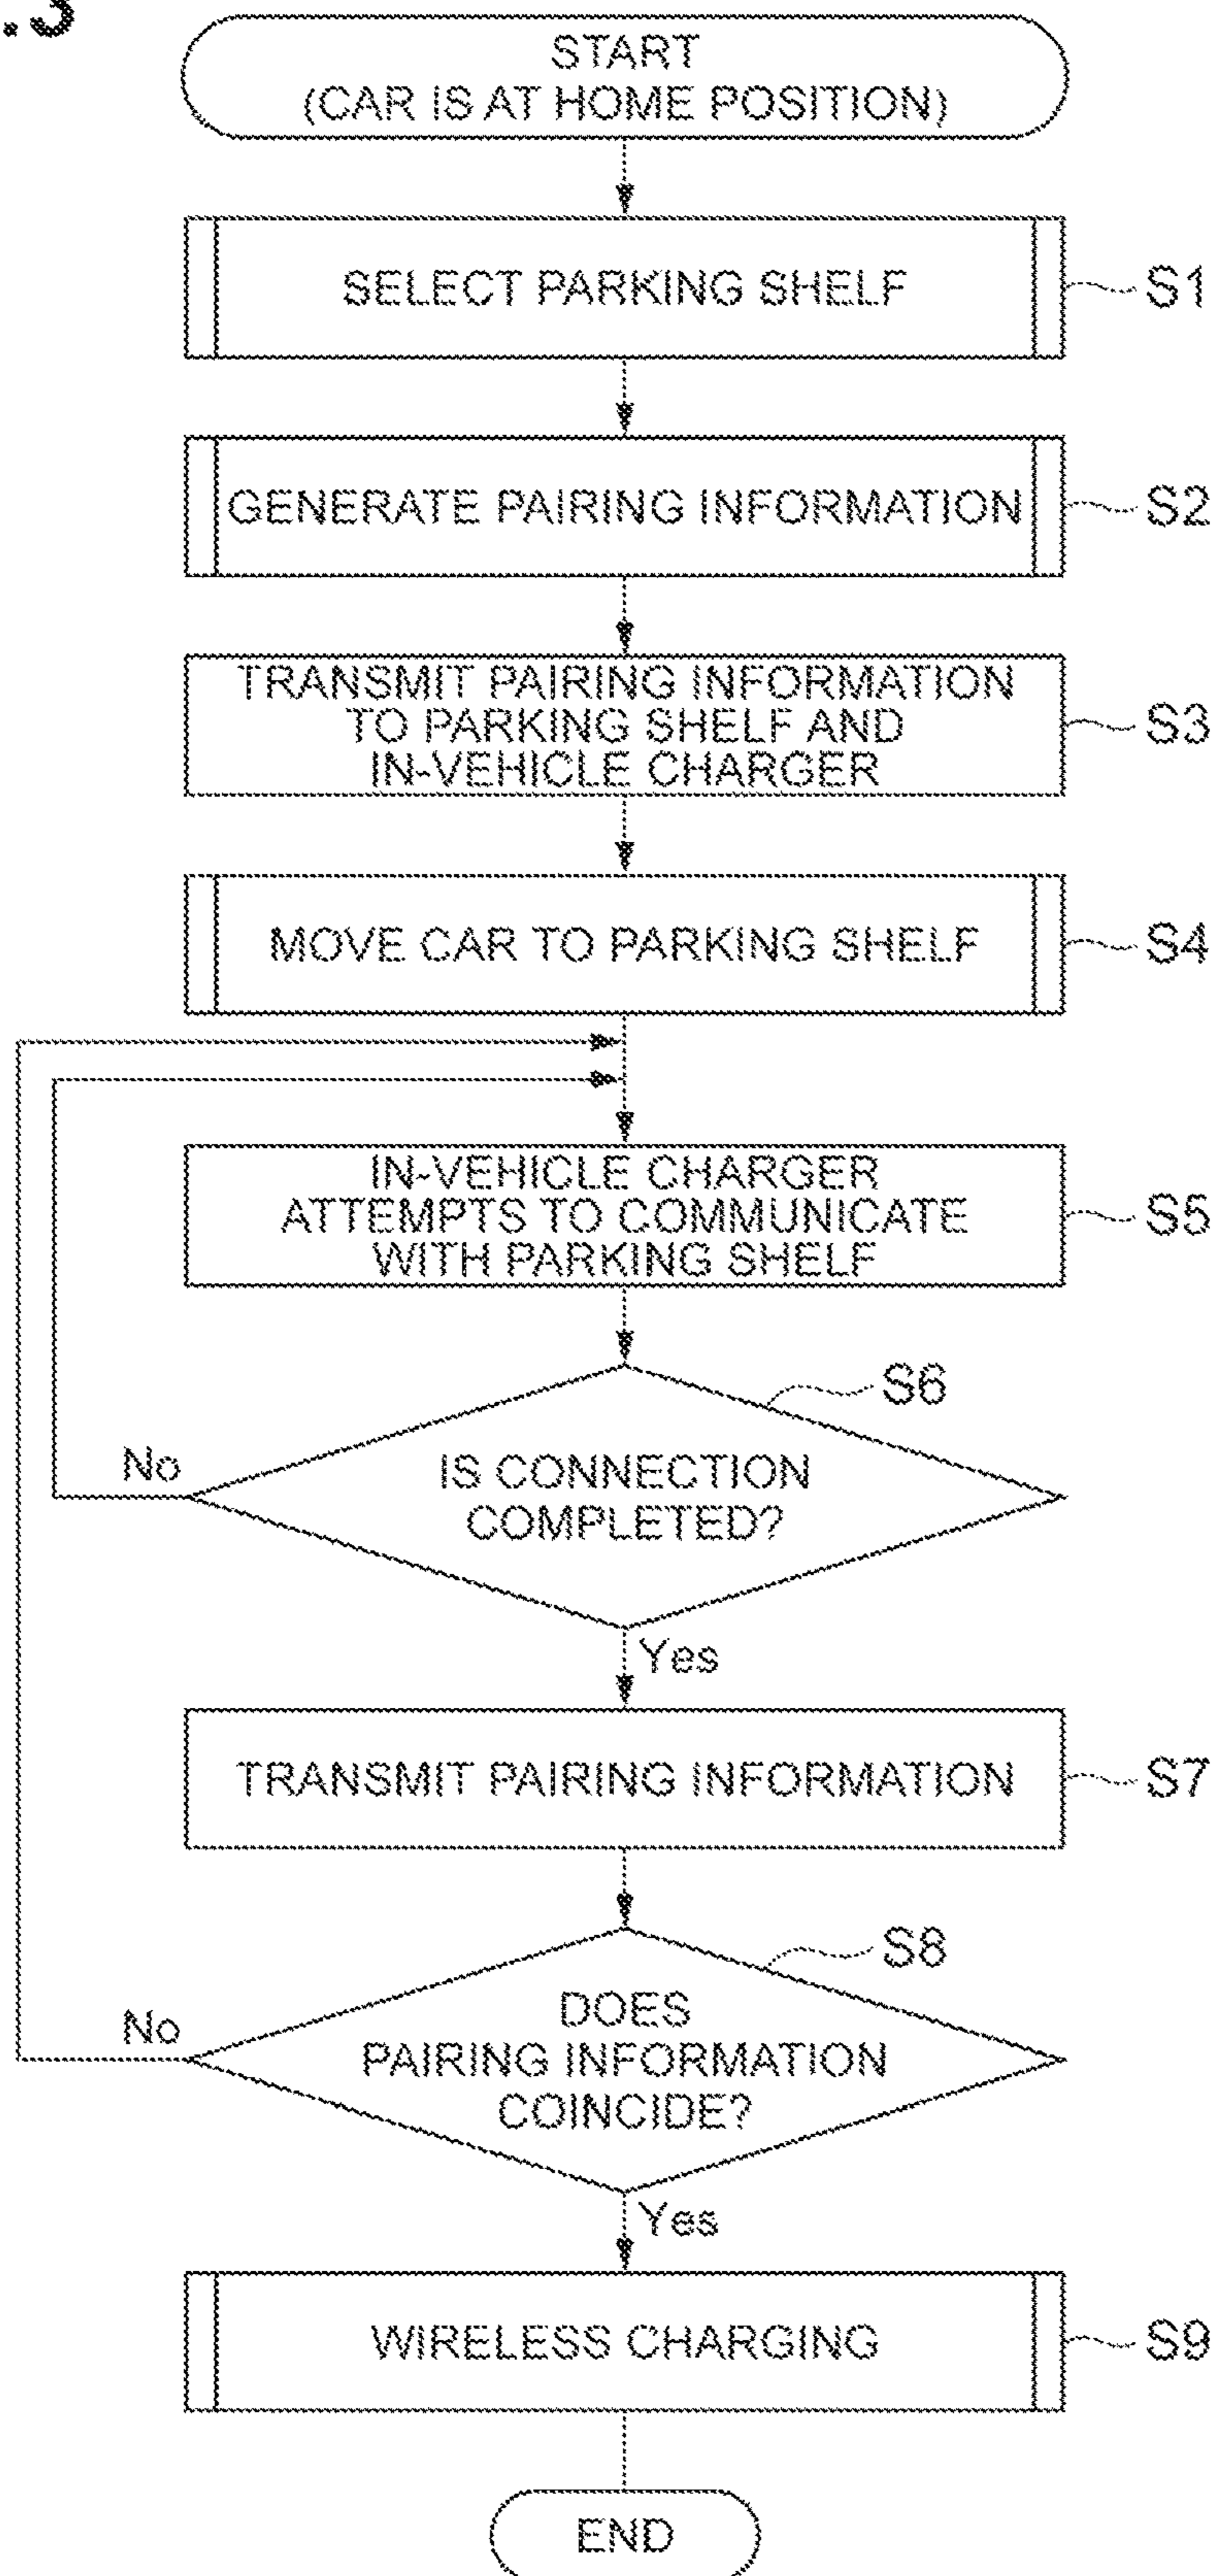 .3
START
(CAR IS AT HOME POSITION)
SELECT PARKING SHELF
S1
GENERATE PAIRING INFORMATION
S2
TRANSMIT PAIRING INFORMATION
TO PARKING SHELF AND
IN-VEHICLE CHARGER
S3
MOVE CAR TO PARKING SHELF
S4
IN-VEHICLE CHARGER
ATTEMPTS TO COMMUNICATE
WITH PARKING SHELF
S5
S6
No
IS CONNECTION
COMPLETED?
Yes
TRANSMIT PAIRING INFORMATION
S7
S8
No
DOES
PAIRING INFORMATION
COINCIDE?
Yes
WIRELESS CHARGING
S9
END